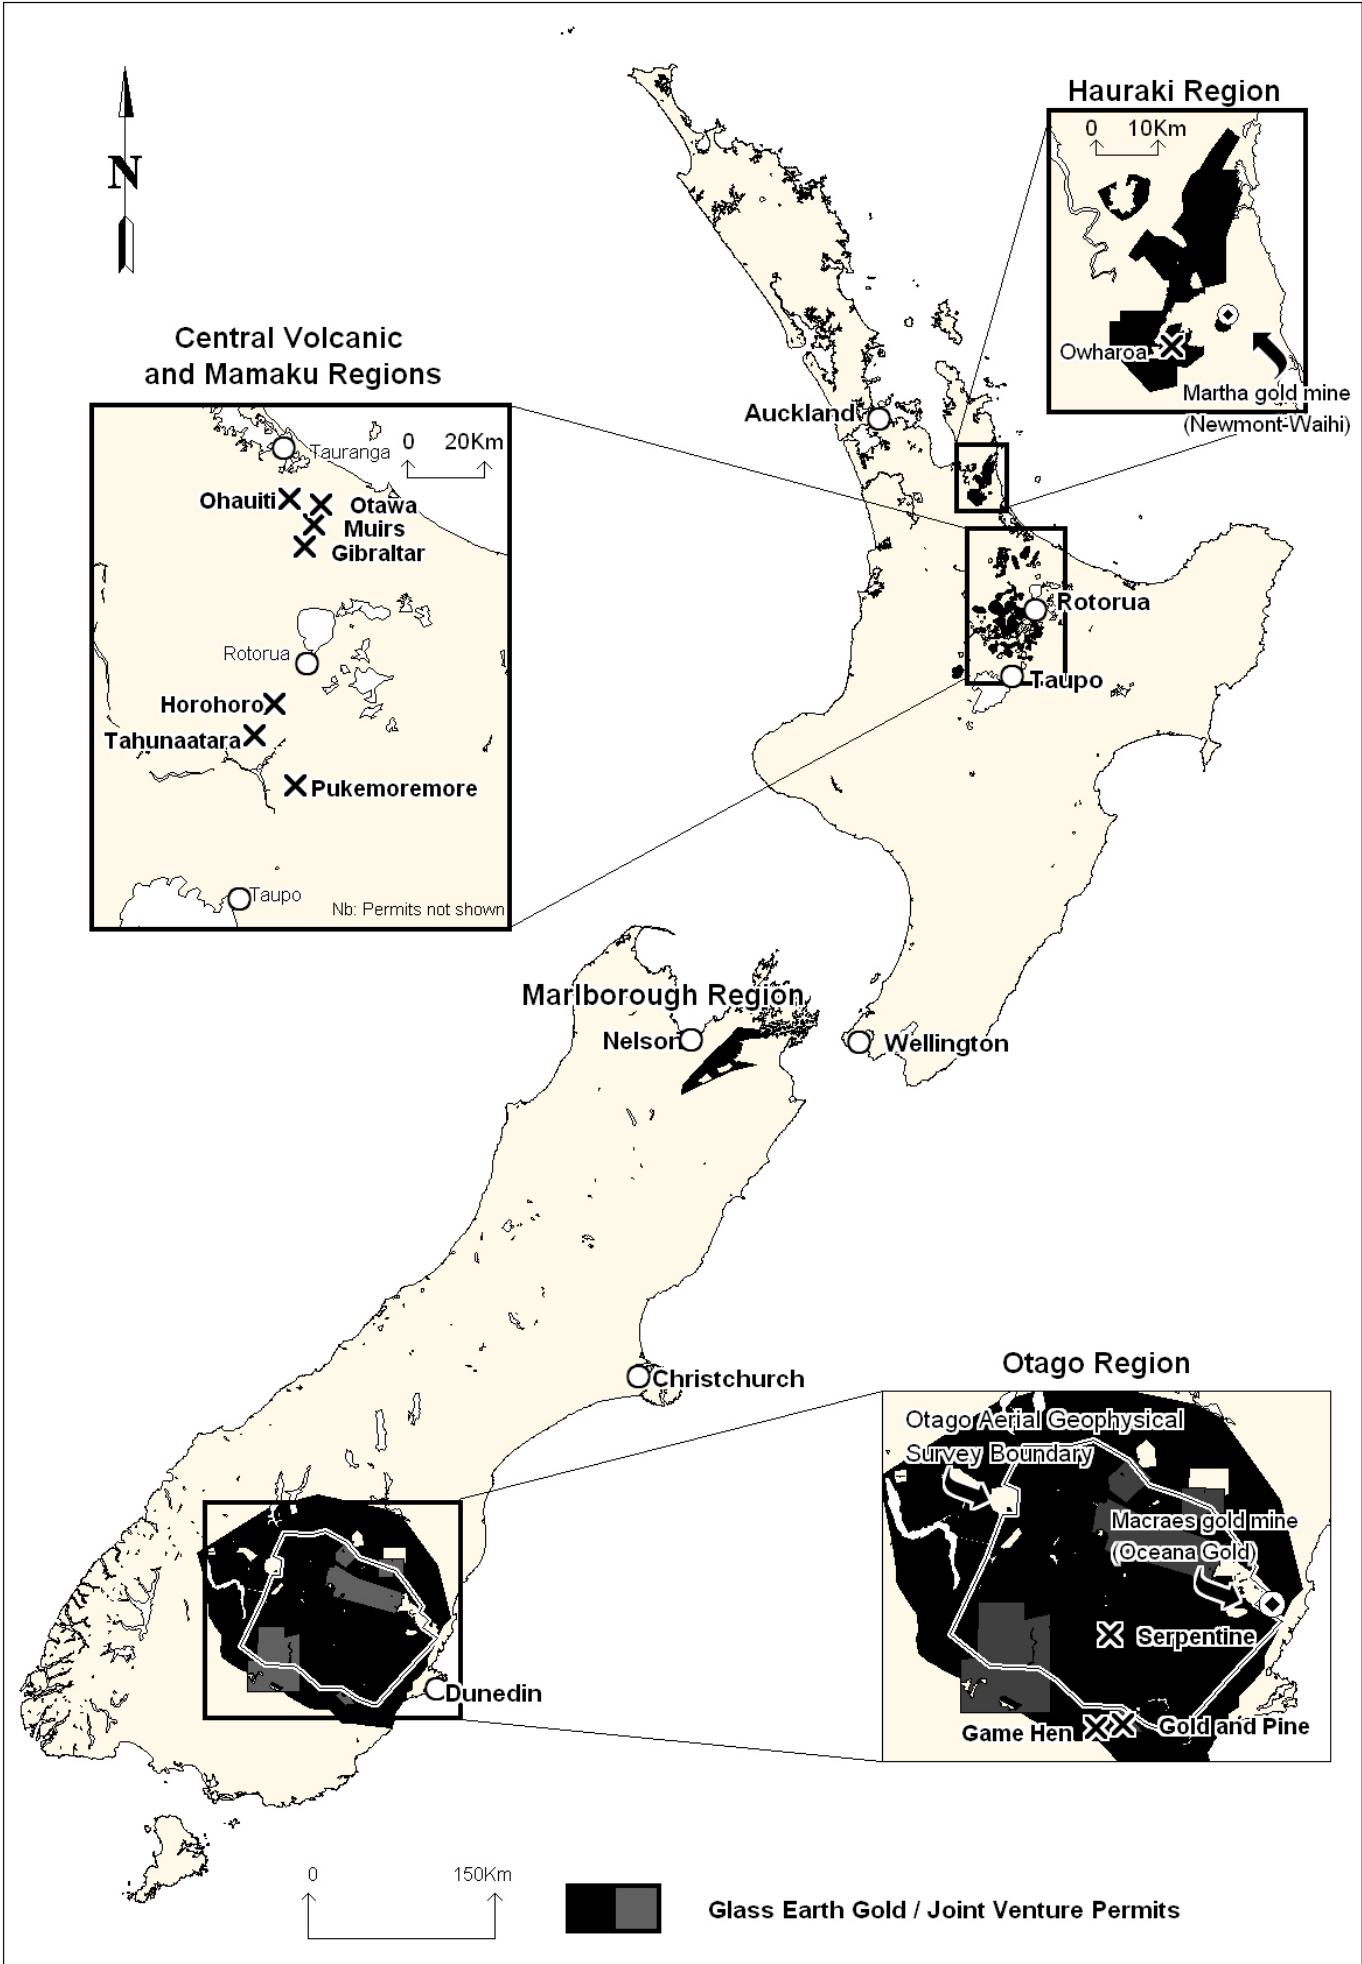 Hauraki Region
0 10Km
Owharoa
Martha gold mine
(Newmont-Waihi)
N
Central Volcanic
and Mamaku Regions
Tauranga
0 20Km
Ohauiti
Otawa
Muirs
Gibraltar
Rotorua
Horohoro
Tahunaatara
Pukemoremore
Taupo
Nb: Permits not shown
Auckland
Rotorua
Taupo
Marlborough Region
Nelson
Wellington
Christchurch
Dunedin
Otago Region
Otago Aerial Geophysical
Survey Boundary
Macraes gold mine
(Oceana Gold)
Serpentine
Game Hen
Gold and Pine
0 150Km
Glass Earth Gold / Joint Venture Permits